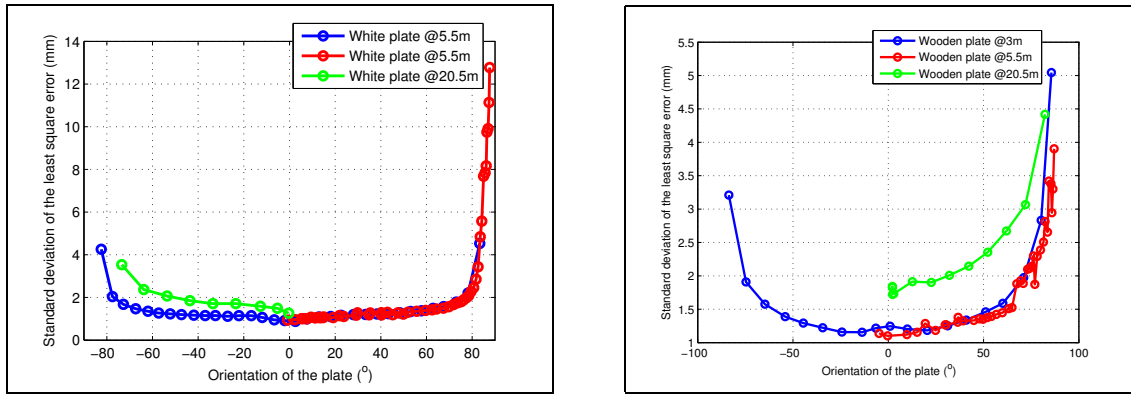 White plate @5.5m
White plate @5.5m
White plate @20.5m
Standard deviation of the least square error (mm)
14
12
10
8
6
4
2
0
−80 −60 −40 −20 0 20 40 60 80
Orientation of the plate (o)
Wooden plate @3m
Wooden plate @5.5m
Wooden plate @20.5m
Standard deviation of the least square error (mm)
5.5
5
4.5
4
3.5
3
2.5
2
1.5
1
−100 −50 0 50 100
Orientation of the plate (o)